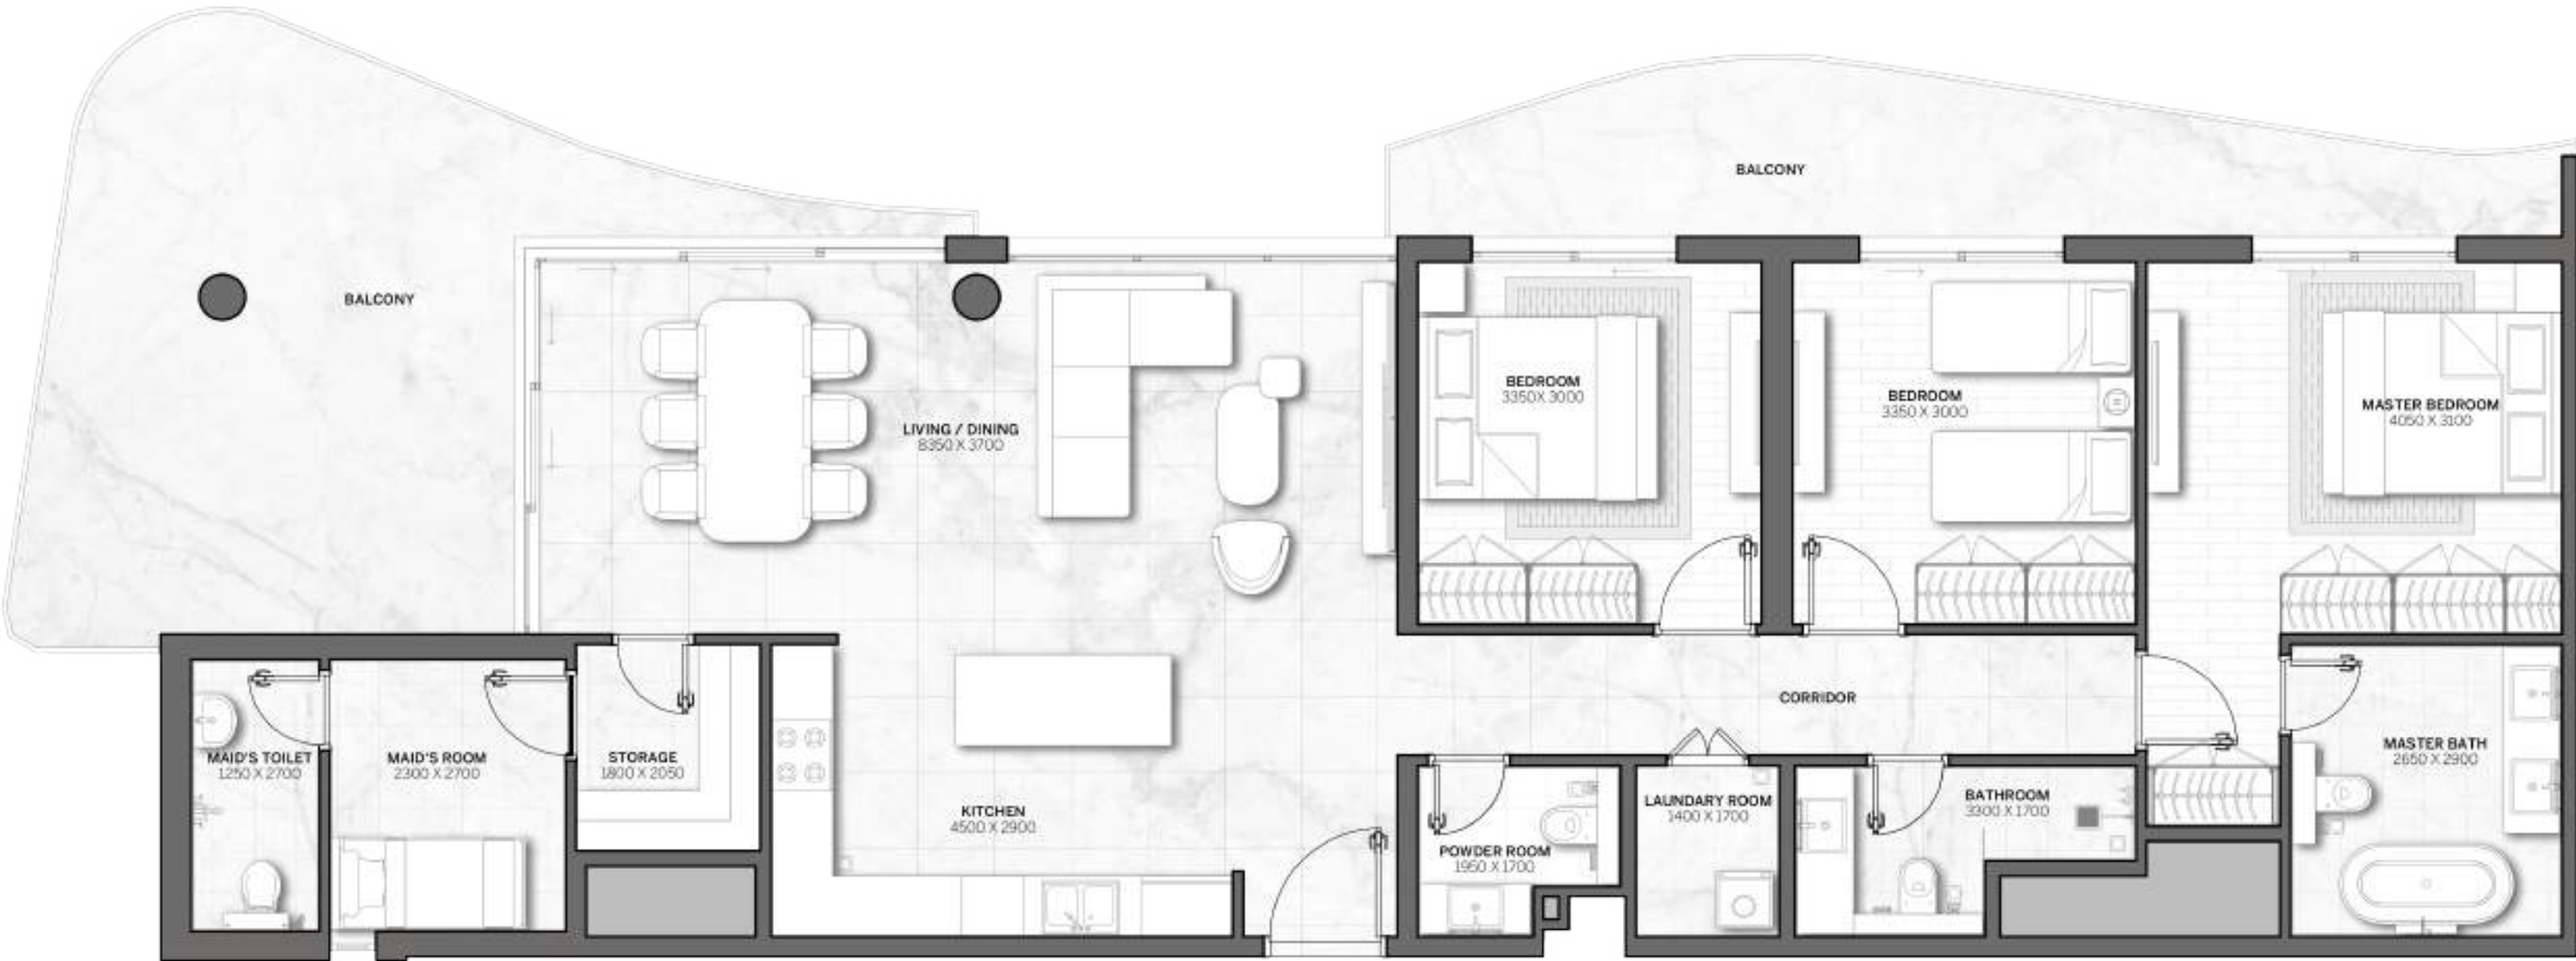 BALCONY
BALCONY
LIVING / DINING
8350 X 3700
BEDROOM
3350X 3000
BEDROOM
3350 X 3000
MASTER BEDROOM
4050 X 3100
CORRIDOR
MAID'S TOILET
1250 X 2700
MAID'S ROOM
2300 X 2700
STORAGE
1800 X 2050
KITCHEN
4500 X 2900
POWDER ROOM
1950 X 1700
LAUNDARY ROOM
1400 X 1700
BATHROOM
3300 X 1700
MASTER BATH
2650 X 2900